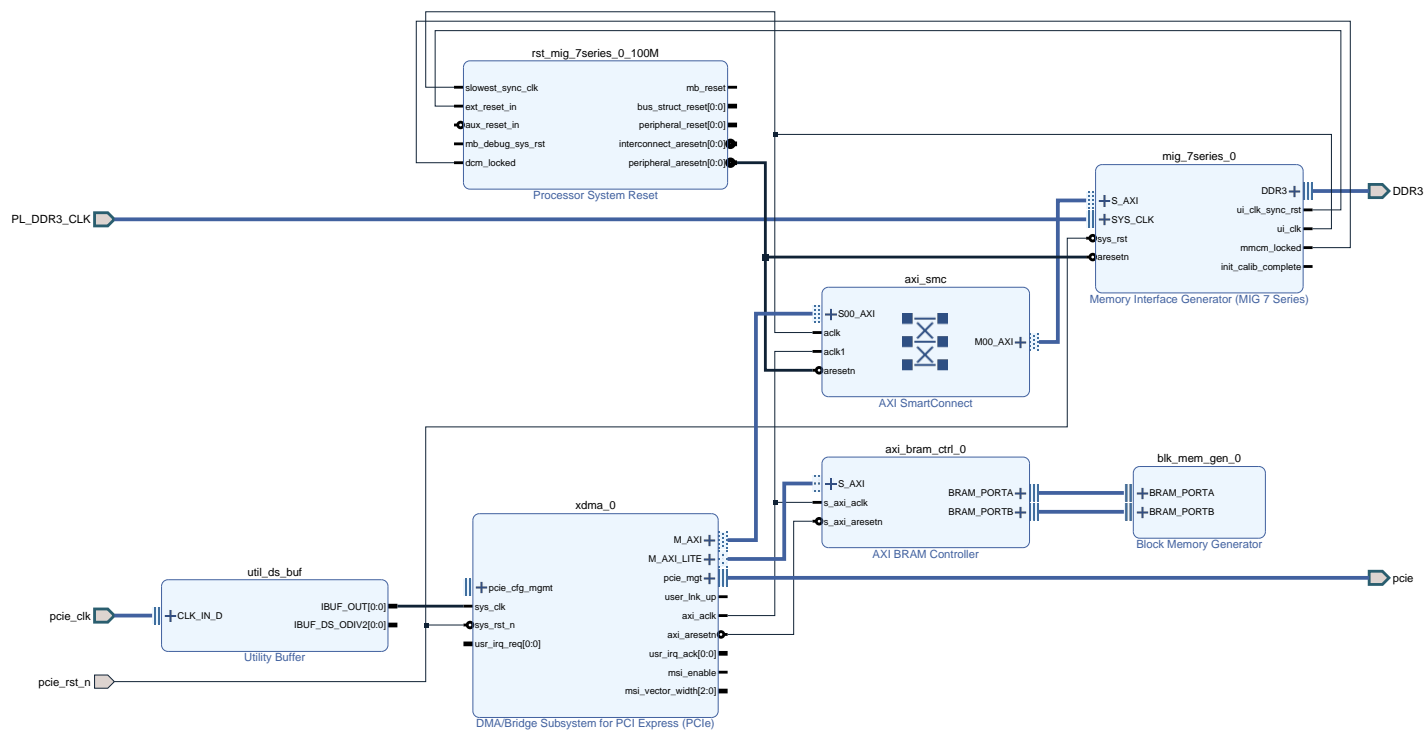 rst_mig_7series_0_100M
slowest_sync_clk
mb_reset
ext_reset_in
bus_struct_reset[0:0]
aux_reset_in
peripheral_reset[0:0]
mb_debug_sys_rst
interconnect_aresetn[0:0]
dcm_locked
peripheral_aresetn[0:0]
Processor System Reset
PL_DDR3_CLK
mig_7series_0
DDR3
DDR3
S_AXI
ui_clk_sync_rst
SYS_CLK
ui_clk
sys_rst
mmcm_locked
aresetn
init_calib_complete
Memory Interface Generator (MIG 7 Series)
axi_smc
S00_AXI
aclk
M00_AXI
aclk1
aresetn
AXI SmartConnect
axi_bram_ctrl_0
S_AXI
BRAM_PORTA
s_axi_aclk
BRAM_PORTB
s_axi_aresetn
AXI BRAM Controller
blk_mem_gen_0
BRAM_PORTA
BRAM_PORTB
Block Memory Generator
xdma_0
M_AXI
M_AXI_LITE
pcie_cfg_mgmt
pcie_mgt
pcie
user_lnk_up
sys_clk
axi_aclk
sys_rst_n
axi_aresetn
usr_irq_req[0:0]
usr_irq_ack[0:0]
msi_enable
msi_vector_width[2:0]
DMA/Bridge Subsystem for PCI Express (PCIe)
util_ds_buf
pcie_clk
CLK_IN_D
IBUF_OUT[0:0]
IBUF_DS_ODIV2[0:0]
Utility Buffer
pcie_rst_n